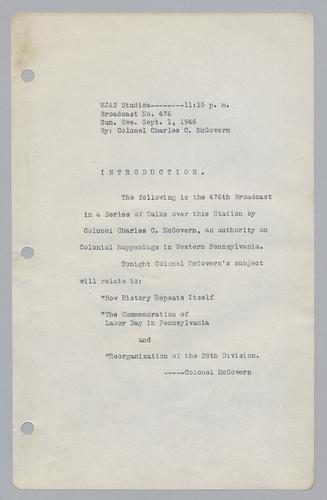 WJAS Studios--------11:15 p. m.
Broadcast No. 476
Sun. Eve. Sept. 1, 1946
By: Colonel Charles C. McGovern
I N T R O D U C T I O N .
The following is the 476th Broadcast
in a Series of Talks over this Station by
Colonel Charles C. McGovern, an authority on
Colonial happenings in Western Pennsylvania.
Tonight Colonel McGovern's subject
will relate to:
"How History Repeats Itself
"The Commemoration of
Labor Day in Pennsylvania
and
"Reorganization of the 28th Division.
-----Colonel McGovern